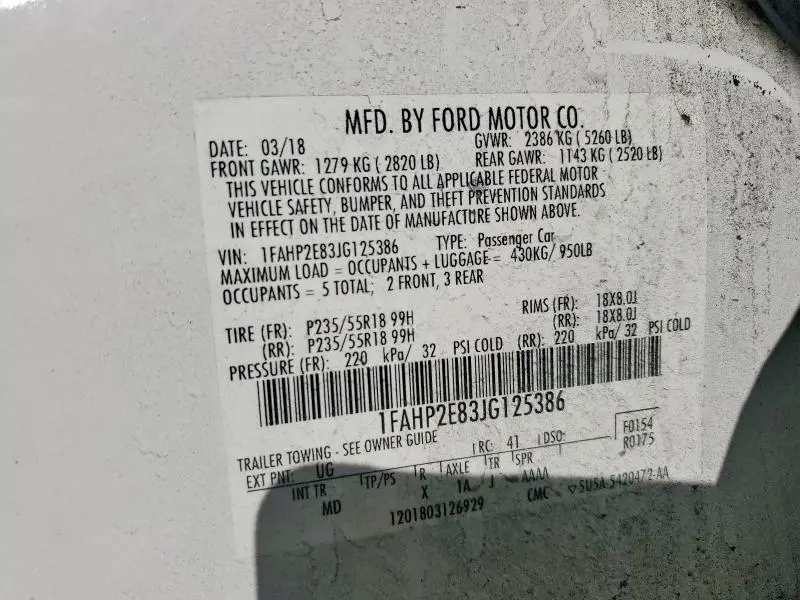 MFD. BY FORD MOTOR CO.
DATE: 03/18 GVWR: 2386 KG ( 5260 LB)
FRONT GAWR: 1279 KG ( 2820 LB) REAR GAWR: 1143 KG ( 2520 LB)
THIS VEHICLE CONFORMS TO ALL APPLICABLE FEDERAL MOTOR
VEHICLE SAFETY, BUMPER, AND THEFT PREVENTION STANDARDS
IN EFFECT ON THE DATE OF MANUFACTURE SHOWN ABOVE.
VIN: 1FAHP2E83JG125386 TYPE: Passenger Car
MAXIMUM LOAD = OCCUPANTS + LUGGAGE = 430KG/ 950LB
OCCUPANTS = 5 TOTAL; 2 FRONT, 3 REAR
TIRE (FR): P235/55R18 99H RIMS (FR): 18X8.0J
(RR): P235/55R18 99H (RR): 18X8.0J
PRESSURE (FR): 220 kPa/ 32 PSI COLD (RR): 220 kPa/ 32 PSI COLD
1FAHP2E83JG125386
TRAILER TOWING - SEE OWNER GUIDE RC: 41 DSO: F0154
R0175
EXT PNT: UG TP/PS R AXLE TR SPR
INT TR X 1A J AAAA
MD CMC 5U5A-5420472-AA
1201803126929